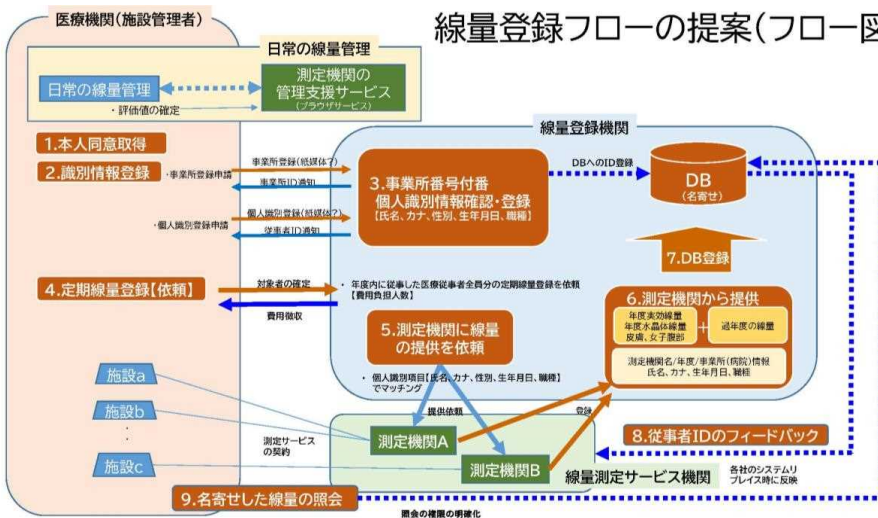 線量登録フローの提案(フロー図
医療機関(施設管理者)
日常の線量管理
日常の線量管理
測定機関の
管理支援サービス
(ブラウザサービス)
・評価値の確定
1.本人同意取得
2.識別情報登録
・事業所登録申請
事業所登録(紙媒体?)
事業所ID通知
・個人識別登録申請
個人識別登録(紙媒体?)
従事者ID通知
線量登録機関
3.事業所番号付番
個人識別情報確認・登録
【氏名、カナ、性別、生年月日、職種】
DBへのID登録
DB
(名寄せ)
7.DB登録
4.定期線量登録【依頼】
対象者の確定
費用徴収
・ 年度内に従事した医療従事者全員分の定期線量登録を依頼
【費用負担人数】
5.測定機関に線量
の提供を依頼
・ 個人識別項目【氏名、カナ、性別、生年月日、職種】
でマッチング
6.測定機関から提供
年度実効線量
年度水晶体線量
皮膚、女子腹部
+
過年度の線量
測定機関名/年度/事業所(病院)情報
氏名、カナ、生年月日、職種
施設a
施設b
・
・
施設c
測定サービス
の契約
提供依頼
登録
測定機関A
測定機関B
線量測定サービス機関
8.従事者IDのフィードバック
各社のシステムリ
プレイス時に反映
9.名寄せした線量の照会
照会の権限の明確化